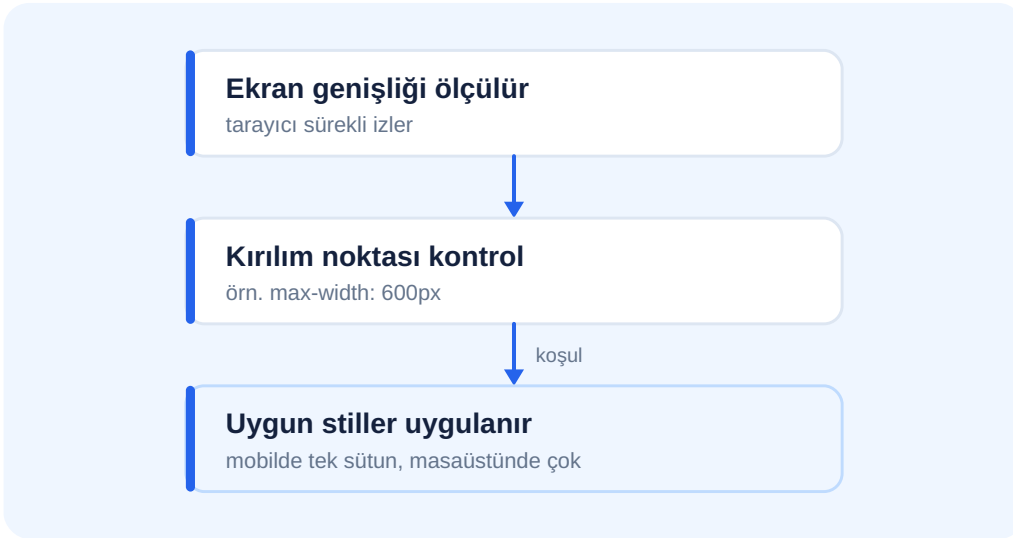 Ekran genişliği ölçülür
tarayıcı sürekli izler
Kırılım noktası kontrol
örn. max-width: 600px
koşul
Uygun stiller uygulanır
mobilde tek sütun, masaüstünde çok